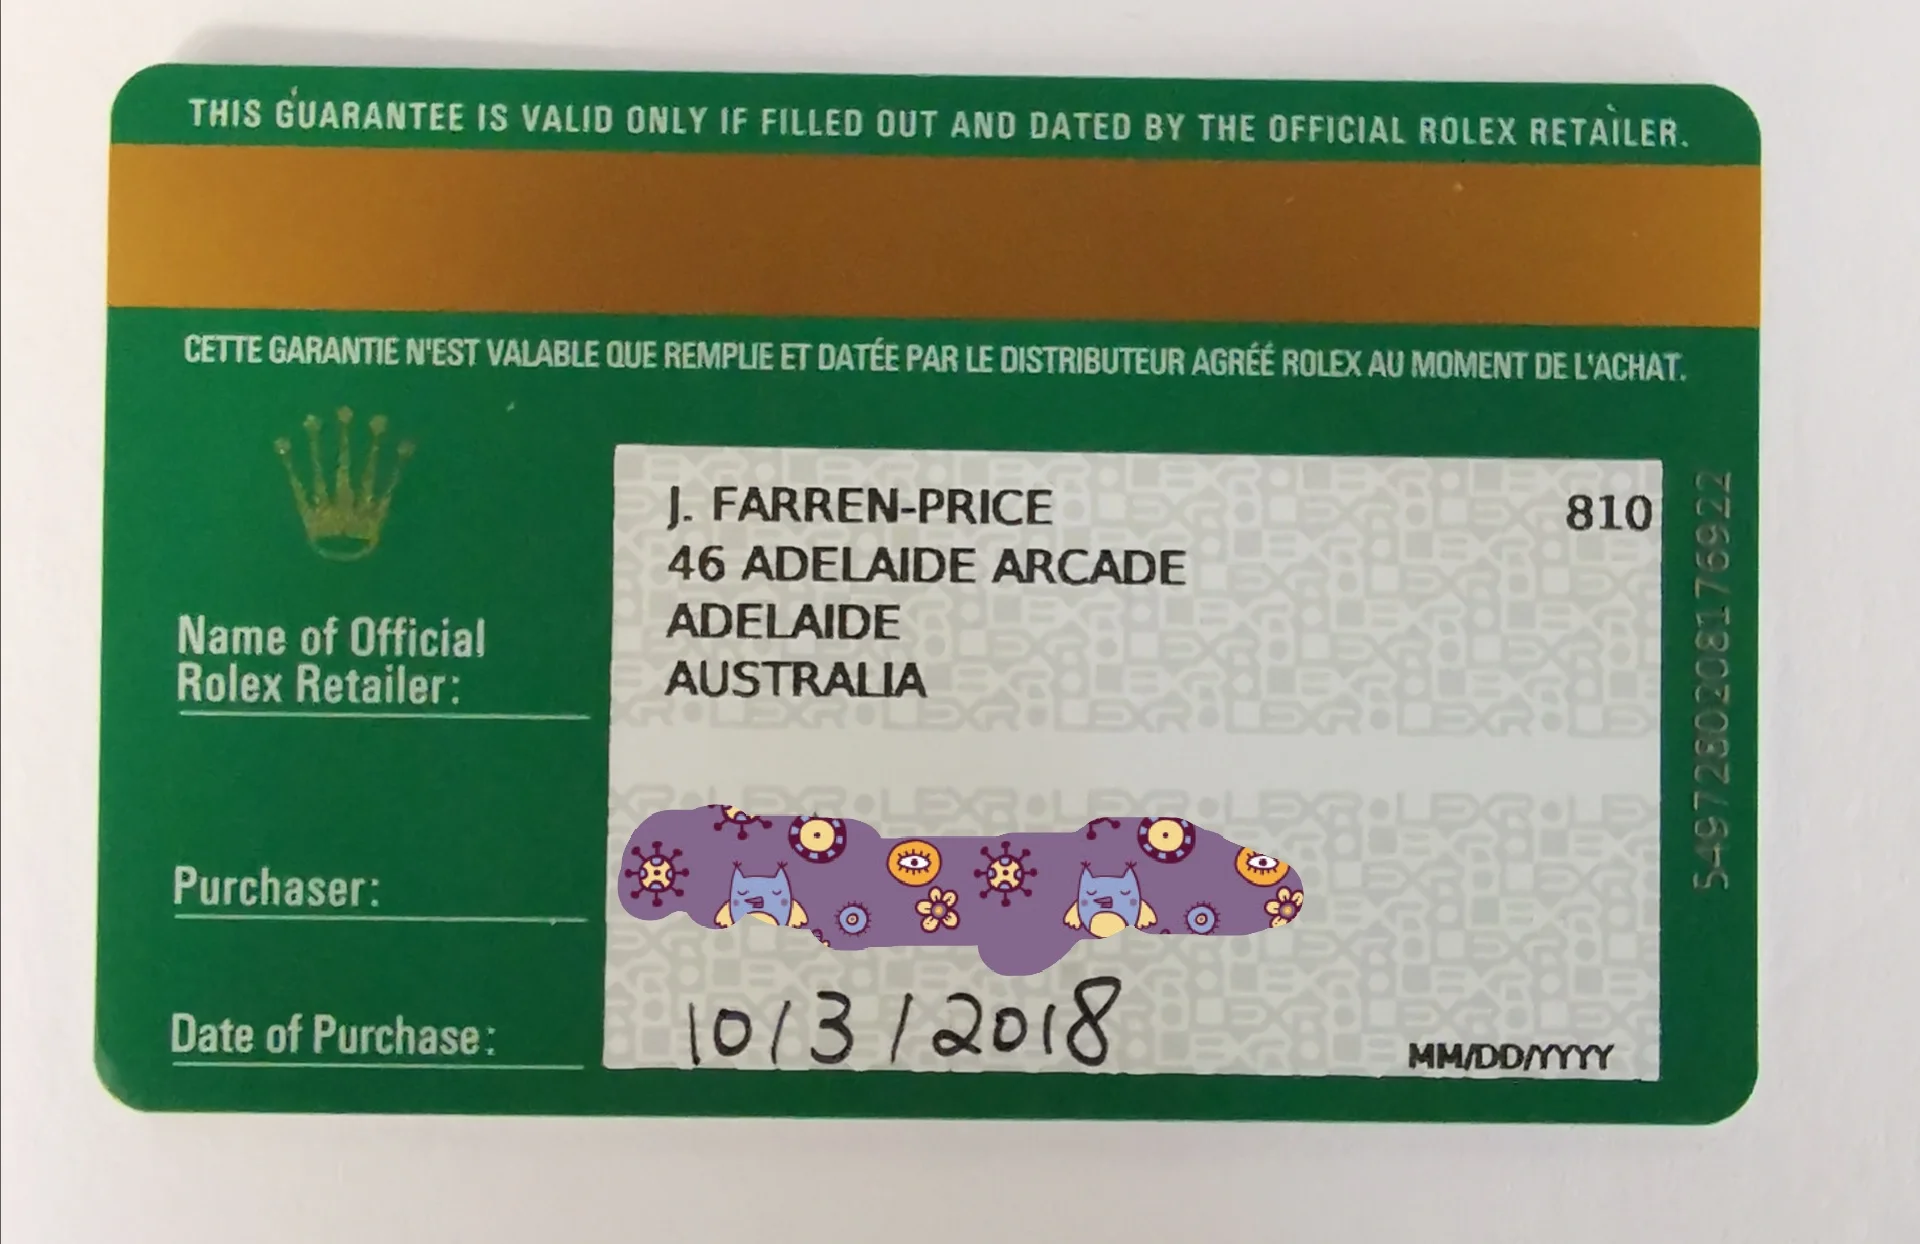 THIS GUARANTEE IS VALID ONLY IF FILLED OUT AND DATED BY THE OFFICIAL ROLEX RETAILER.
CETTE GARANTIE N'EST VALABLE QUE REMPLIE ET DATÉE PAR LE DISTRIBUTEUR AGRÉÉ ROLEX AU MOMENT DE L'ACHAT.
J. FARREN-PRICE 810
46 ADELAIDE ARCADE
ADELAIDE
AUSTRALIA
Name of Official
Rolex Retailer:
Purchaser:
Date of Purchase: 10/3/2018 MM/DD/YYYY
5497280208176922